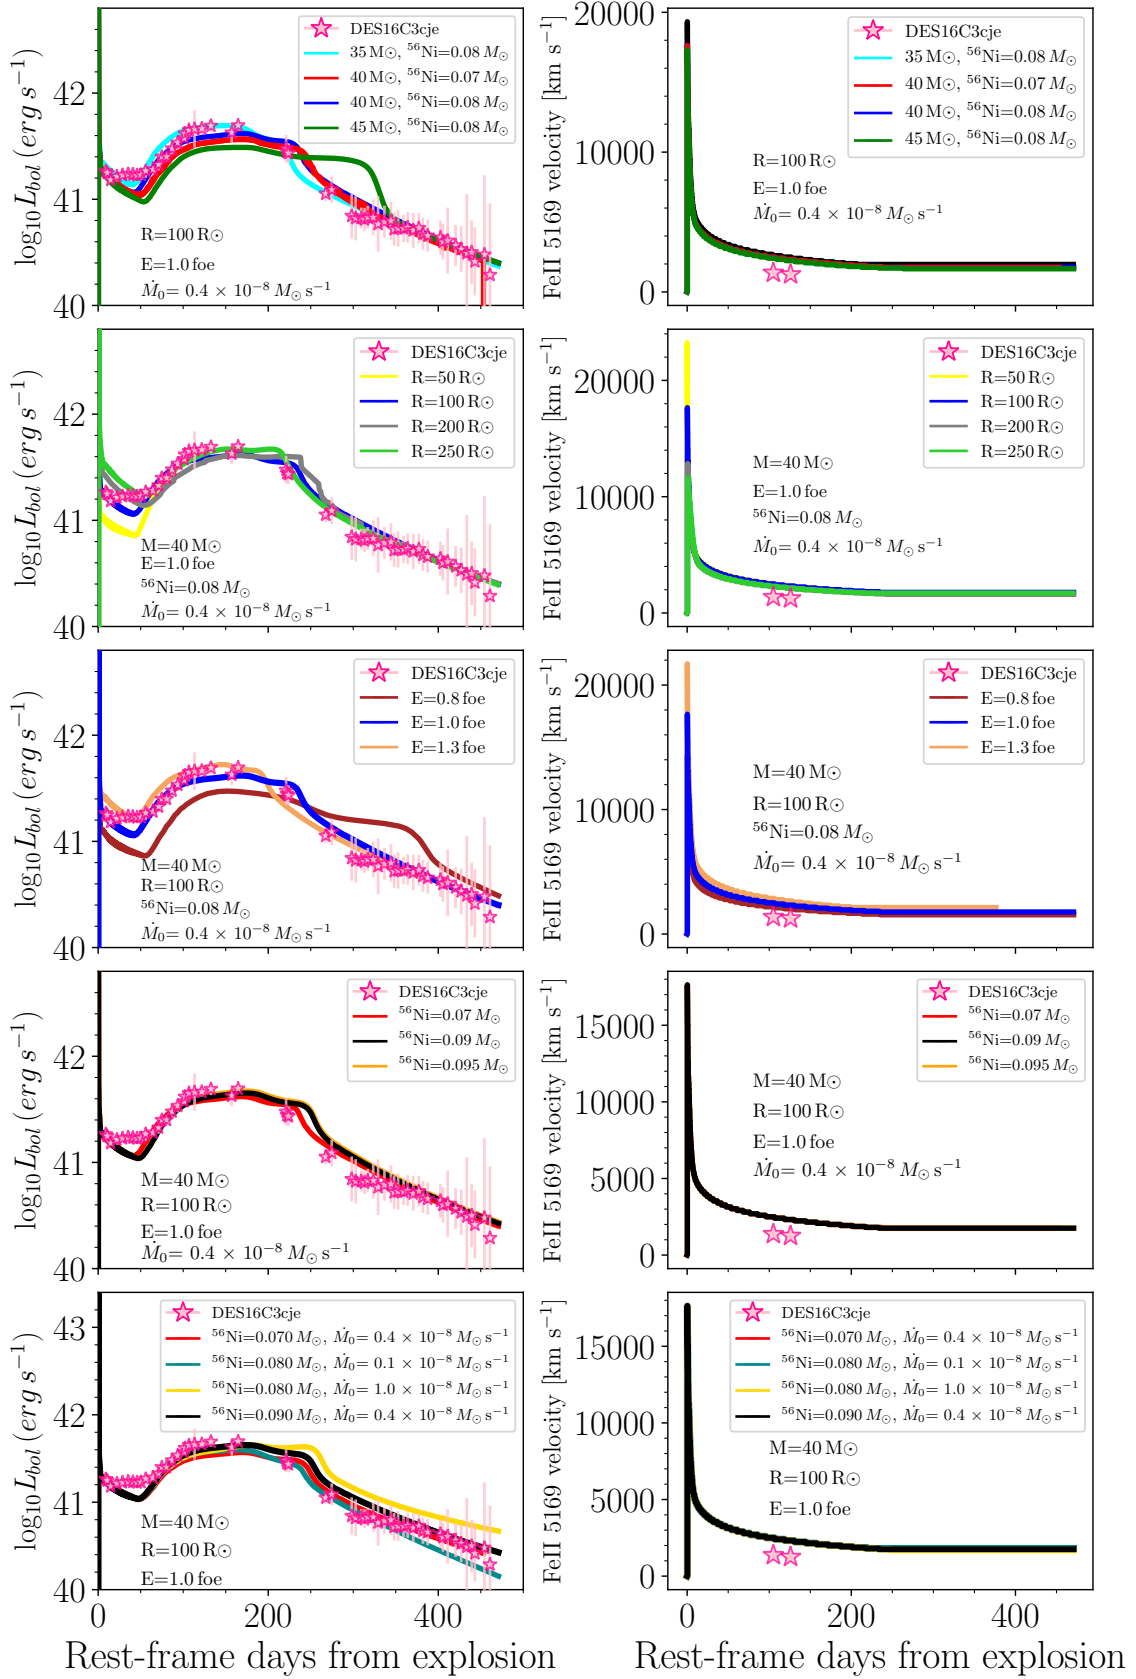 log₁₀L_bol (erg s⁻¹)
42
41
40
DES16C3cje
35 M☉, ⁵⁶Ni=0.08 M☉
40 M☉, ⁵⁶Ni=0.07 M☉
40 M☉, ⁵⁶Ni=0.08 M☉
45 M☉, ⁵⁶Ni=0.08 M☉
R=100 R☉
E=1.0 foe
Ṁ₀= 0.4 × 10⁻⁸ M☉ s⁻¹
FeII 5169 velocity [km s⁻¹]
20000
10000
0
DES16C3cje
35 M☉, ⁵⁶Ni=0.08 M☉
40 M☉, ⁵⁶Ni=0.07 M☉
40 M☉, ⁵⁶Ni=0.08 M☉
45 M☉, ⁵⁶Ni=0.08 M☉
R=100 R☉
E=1.0 foe
Ṁ₀= 0.4 × 10⁻⁸ M☉ s⁻¹
log₁₀L_bol (erg s⁻¹)
42
41
40
DES16C3cje
R=50 R☉
R=100 R☉
R=200 R☉
R=250 R☉
M=40 M☉
E=1.0 foe
⁵⁶Ni=0.08 M☉
Ṁ₀= 0.4 × 10⁻⁸ M☉ s⁻¹
FeII 5169 velocity [km s⁻¹]
20000
10000
0
DES16C3cje
R=50 R☉
R=100 R☉
R=200 R☉
R=250 R☉
M=40 M☉
E=1.0 foe
⁵⁶Ni=0.08 M☉
Ṁ₀= 0.4 × 10⁻⁸ M☉ s⁻¹
log₁₀L_bol (erg s⁻¹)
42
41
40
DES16C3cje
E=0.8 foe
E=1.0 foe
E=1.3 foe
M=40 M☉
R=100 R☉
⁵⁶Ni=0.08 M☉
Ṁ₀= 0.4 × 10⁻⁸ M☉ s⁻¹
FeII 5169 velocity [km s⁻¹]
20000
10000
0
DES16C3cje
E=0.8 foe
E=1.0 foe
E=1.3 foe
M=40 M☉
R=100 R☉
⁵⁶Ni=0.08 M☉
Ṁ₀= 0.4 × 10⁻⁸ M☉ s⁻¹
log₁₀L_bol (erg s⁻¹)
42
41
40
DES16C3cje
⁵⁶Ni=0.07 M☉
⁵⁶Ni=0.09 M☉
⁵⁶Ni=0.095 M☉
M=40 M☉
R=100 R☉
E=1.0 foe
Ṁ₀= 0.4 × 10⁻⁸ M☉ s⁻¹
FeII 5169 velocity [km s⁻¹]
15000
10000
5000
0
DES16C3cje
⁵⁶Ni=0.07 M☉
⁵⁶Ni=0.09 M☉
⁵⁶Ni=0.095 M☉
M=40 M☉
R=100 R☉
E=1.0 foe
Ṁ₀= 0.4 × 10⁻⁸ M☉ s⁻¹
log₁₀L_bol (erg s⁻¹)
43
42
41
40
DES16C3cje
⁵⁶Ni=0.070 M☉, Ṁ₀= 0.4 × 10⁻⁸ M☉ s⁻¹
⁵⁶Ni=0.080 M☉, Ṁ₀= 0.1 × 10⁻⁸ M☉ s⁻¹
⁵⁶Ni=0.080 M☉, Ṁ₀= 1.0 × 10⁻⁸ M☉ s⁻¹
⁵⁶Ni=0.090 M☉, Ṁ₀= 0.4 × 10⁻⁸ M☉ s⁻¹
M=40 M☉
R=100 R☉
E=1.0 foe
0 200 400
Rest-frame days from explosion
FeII 5169 velocity [km s⁻¹]
15000
10000
5000
0
DES16C3cje
⁵⁶Ni=0.070 M☉, Ṁ₀= 0.4 × 10⁻⁸ M☉ s⁻¹
⁵⁶Ni=0.080 M☉, Ṁ₀= 0.1 × 10⁻⁸ M☉ s⁻¹
⁵⁶Ni=0.080 M☉, Ṁ₀= 1.0 × 10⁻⁸ M☉ s⁻¹
⁵⁶Ni=0.090 M☉, Ṁ₀= 0.4 × 10⁻⁸ M☉ s⁻¹
M=40 M☉
R=100 R☉
E=1.0 foe
0 200 400
Rest-frame days from explosion